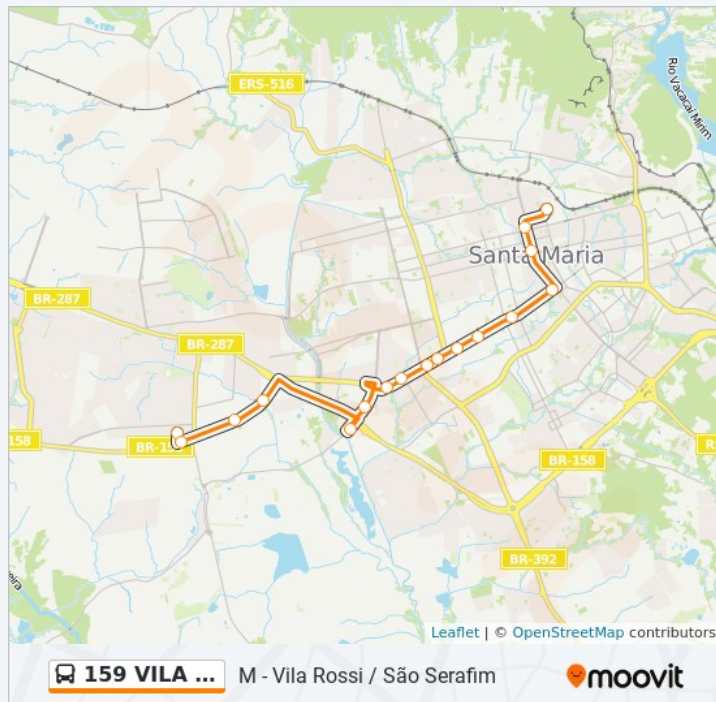 ERS-516
Rio Vacacaí Mirim
Santa Maria
BR-287
BR-287
158
BR-15
BR-158
BR-392
Leaflet | © OpenStreetMap contributors
159 VILA ...
M - Vila Rossi / São Serafim
moovit